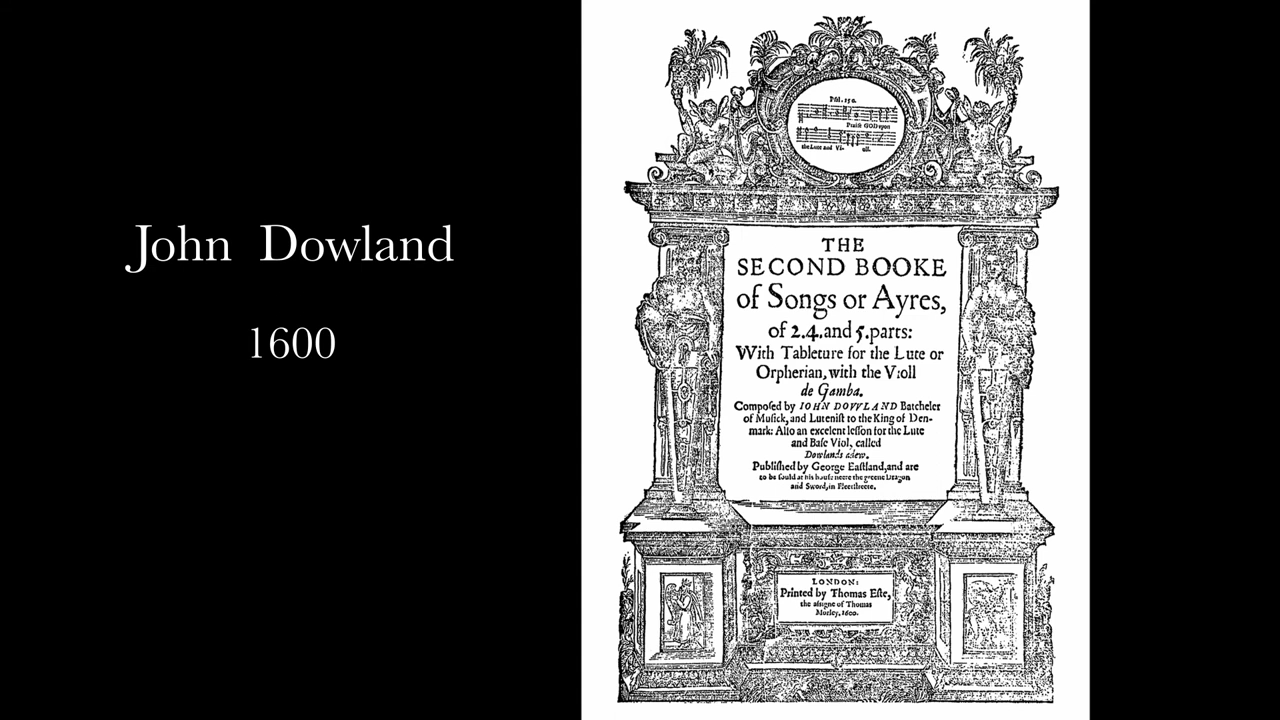 John Dowland
1600
Psal. 150.
Praise GOD upon
the Lute and Vi- oll.
THE
SECOND BOOKE
of Songs or Ayres,
of 2.4.and 5.parts:
With Tableture for the Lute or
Orpherian, with the Violl
de Gamba.
Composed by IOHN DOVVLAND Batcheler
of Musick, and Lutenist to the King of Den-
mark: Also an excelent lesson for the Lute
and Base Viol, called
Dowlands adew.
Published by George Eastland, and are
to be sould at his house neere the greene Dragon
and Sword, in Fleetstreete.
LONDON:
Printed by Thomas Este,
the assigne of Thomas
Morley. 1600.